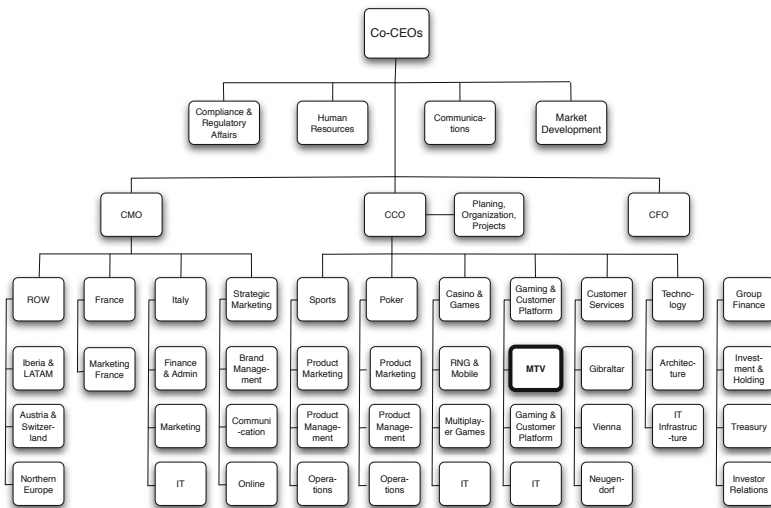 Co-CEOs
Compliance &
Regulatory
Affairs
Human
Resources
Communica-
tions
Market
Development
CMO
CCO
Planing,
Organization,
Projects
CFO
ROW
France
Italy
Strategic
Marketing
Sports
Poker
Casino &
Games
Gaming &
Customer
Platform
Customer
Services
Techno-
logy
Group
Finance
Iberia &
LATAM
Marketing
France
Finance
& Admin
Brand
Manage-
ment
Product
Marketing
Product
Marketing
RNG &
Mobile
MTV
Gibraltar
Architec-
ture
Invest-
ment &
Holding
Austria &
Switzer-
land
Marketing
Communi
-cation
Product
Manage-
ment
Product
Manage-
ment
Multiplay-
er Games
Gaming &
Customer
Platform
Vienna
IT
Infrastruc
-ture
Treasury
Northern
Europe
IT
Online
Opera-
tions
Opera-
tions
IT
IT
Neugen-
dorf
Investor
Relations